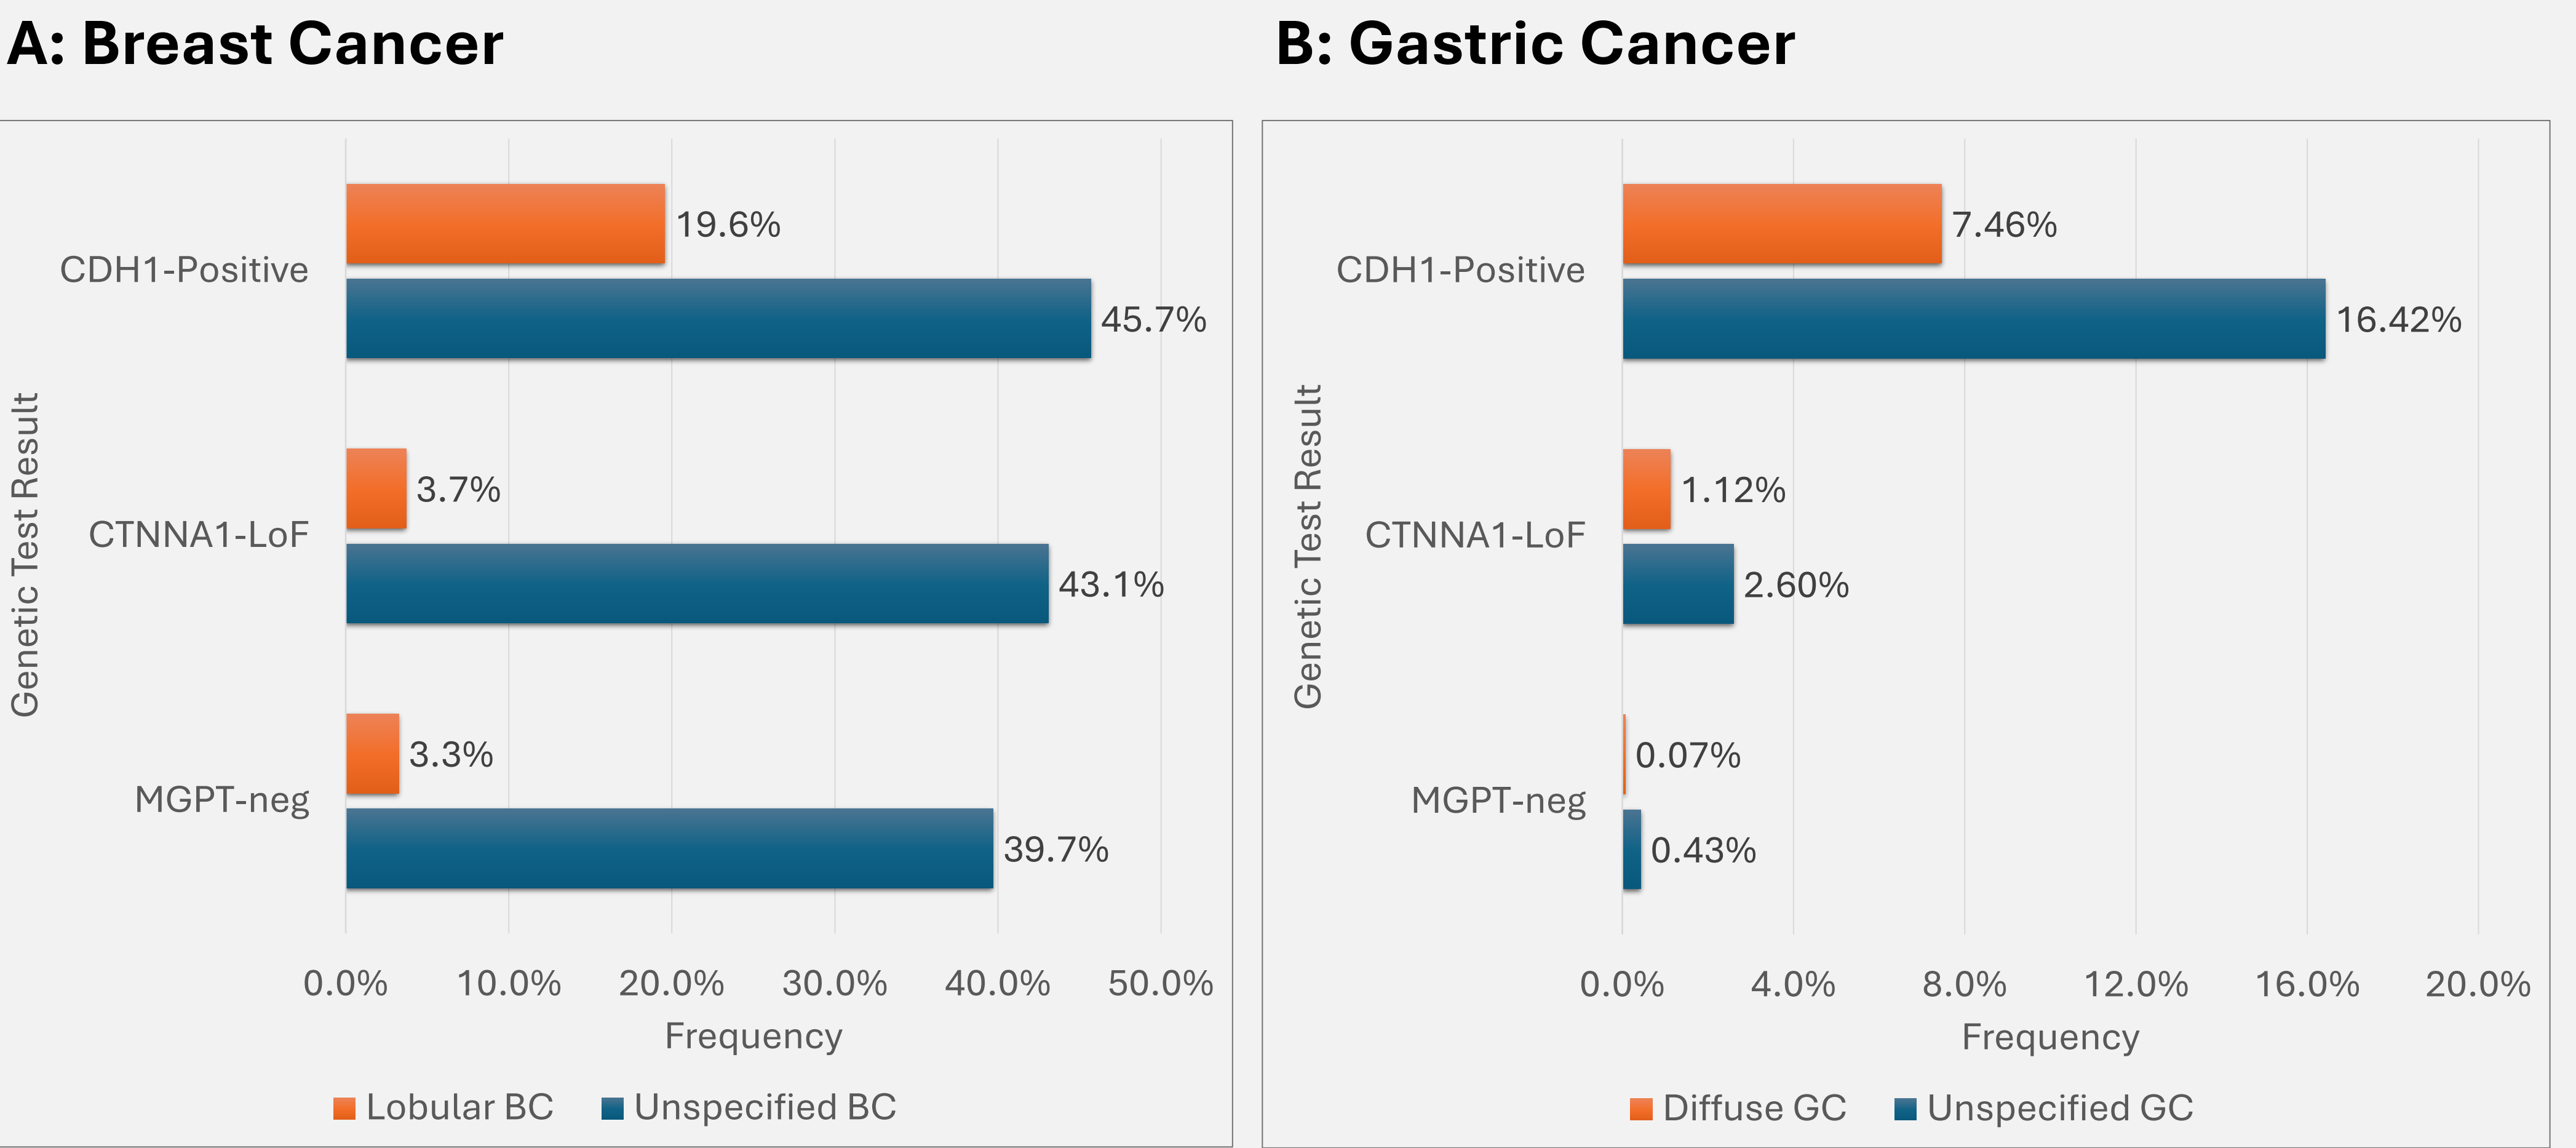 A: Breast Cancer
Genetic Test Result
CDH1-Positive
19.6%
45.7%
CTNNA1-LoF
3.7%
43.1%
MGPT-neg
3.3%
39.7%
0.0% 10.0% 20.0% 30.0% 40.0% 50.0%
Frequency
Lobular BC Unspecified BC
B: Gastric Cancer
Genetic Test Result
CDH1-Positive
7.46%
16.42%
CTNNA1-LoF
1.12%
2.60%
MGPT-neg
0.07%
0.43%
0.0% 4.0% 8.0% 12.0% 16.0% 20.0%
Frequency
Diffuse GC Unspecified GC